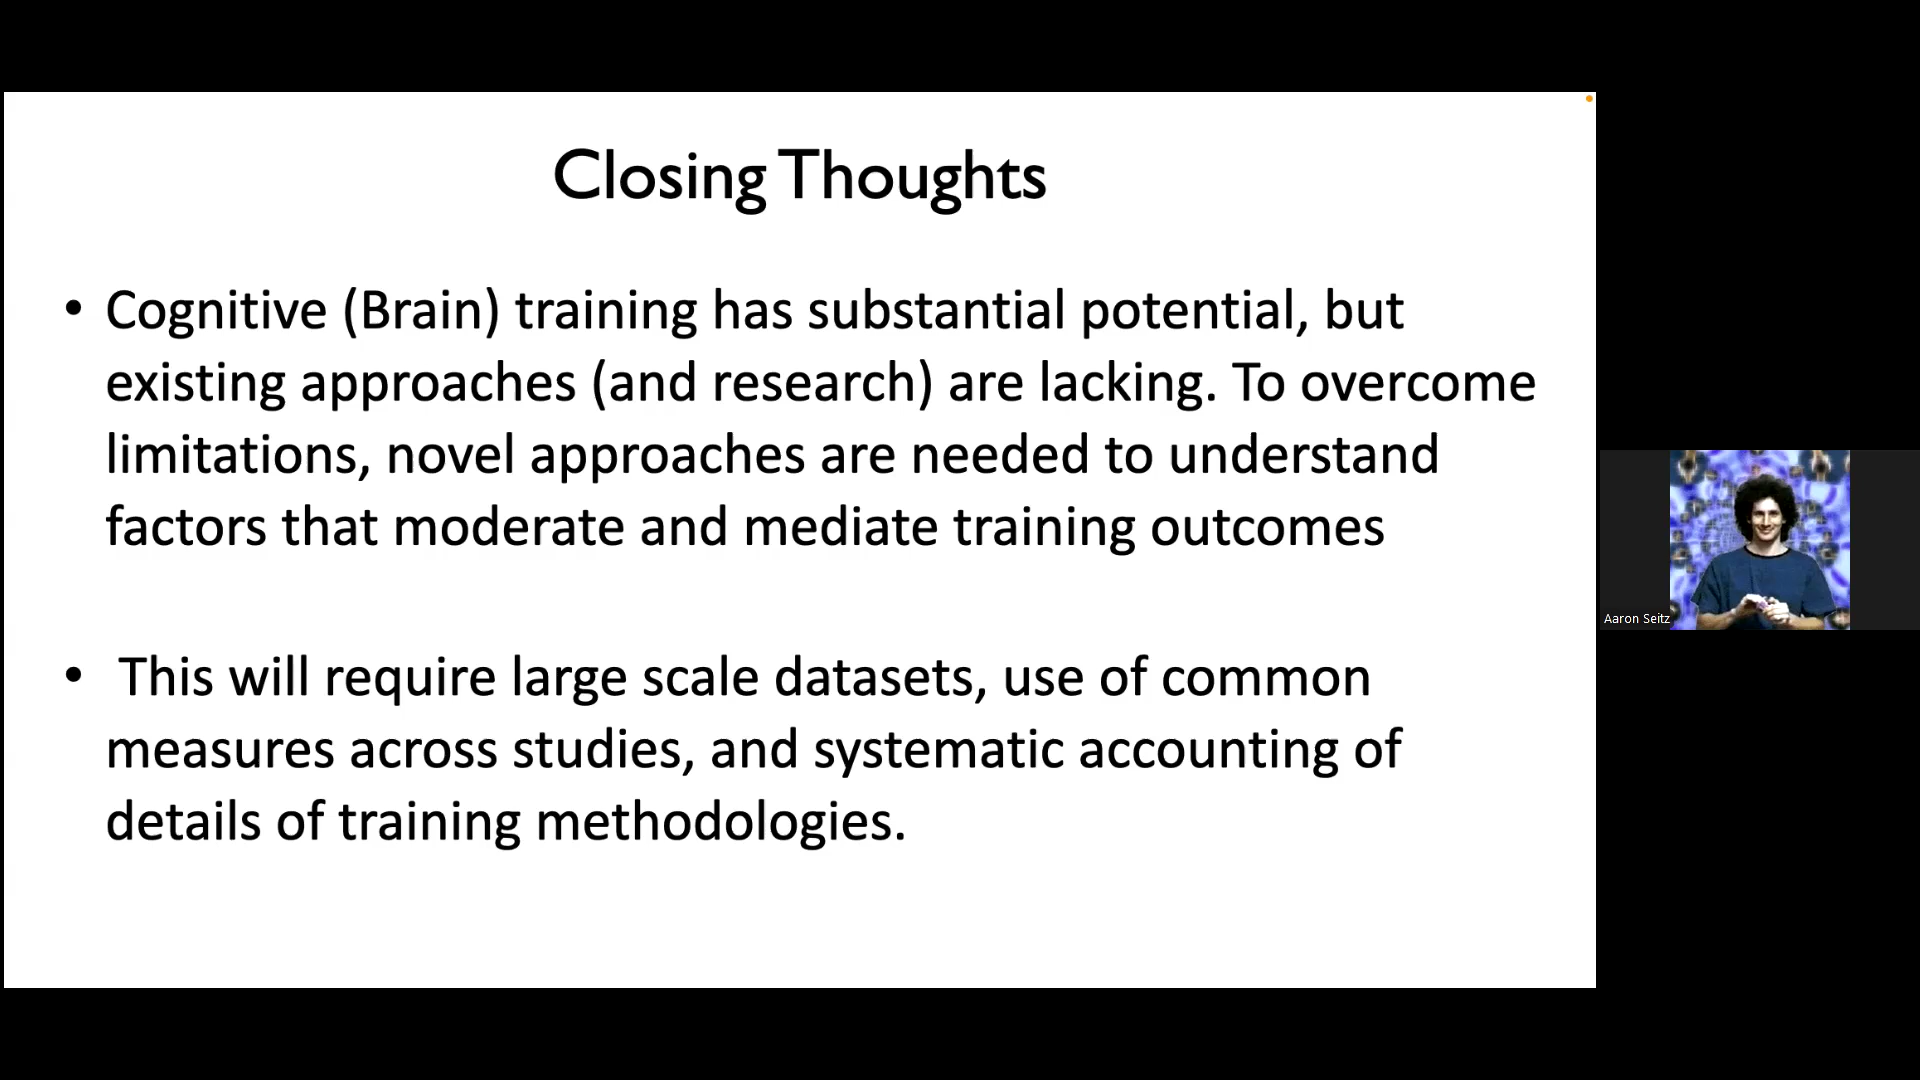 Closing Thoughts
• Cognitive (Brain) training has substantial potential, but
existing approaches (and research) are lacking. To overcome
limitations, novel approaches are needed to understand
factors that moderate and mediate training outcomes
• This will require large scale datasets, use of common
measures across studies, and systematic accounting of
details of training methodologies.
Aaron Seitz